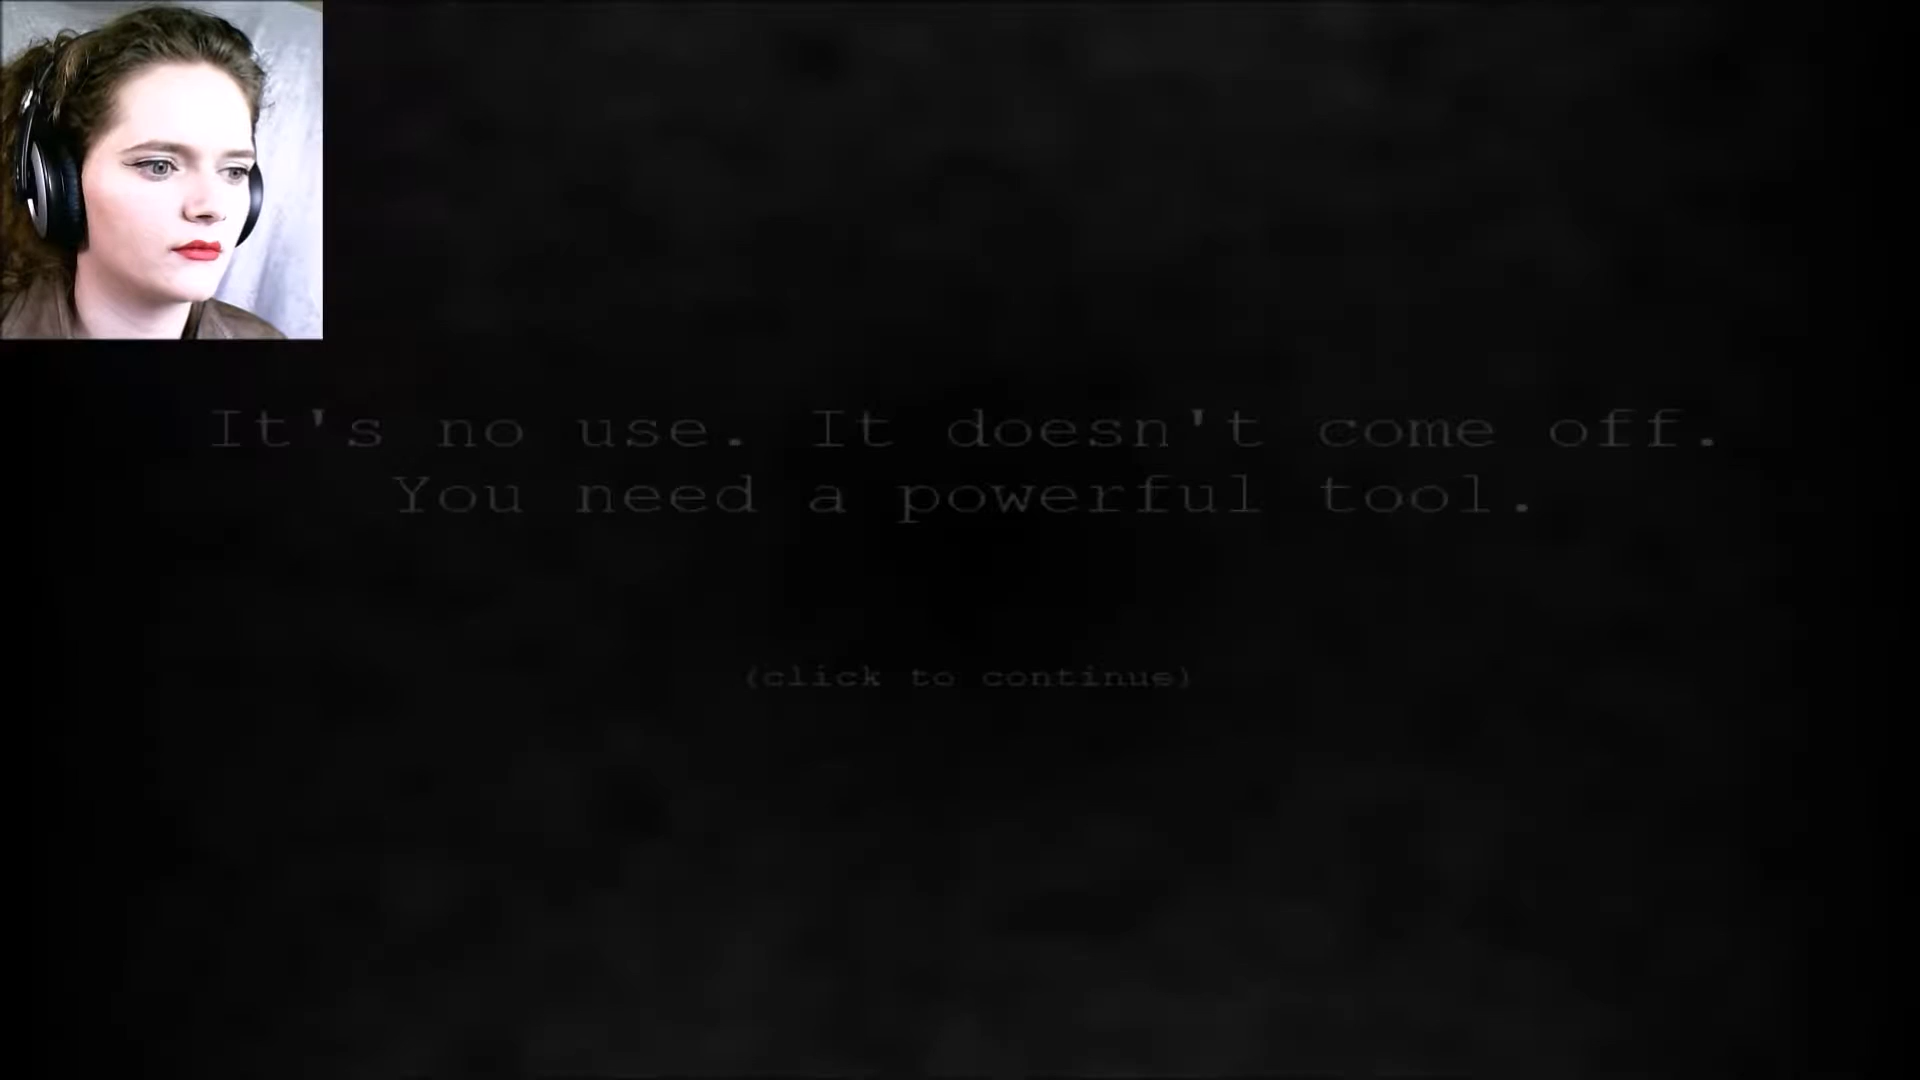 It's no use. It doesn't come off.
You need a powerful tool.
(click to continue)